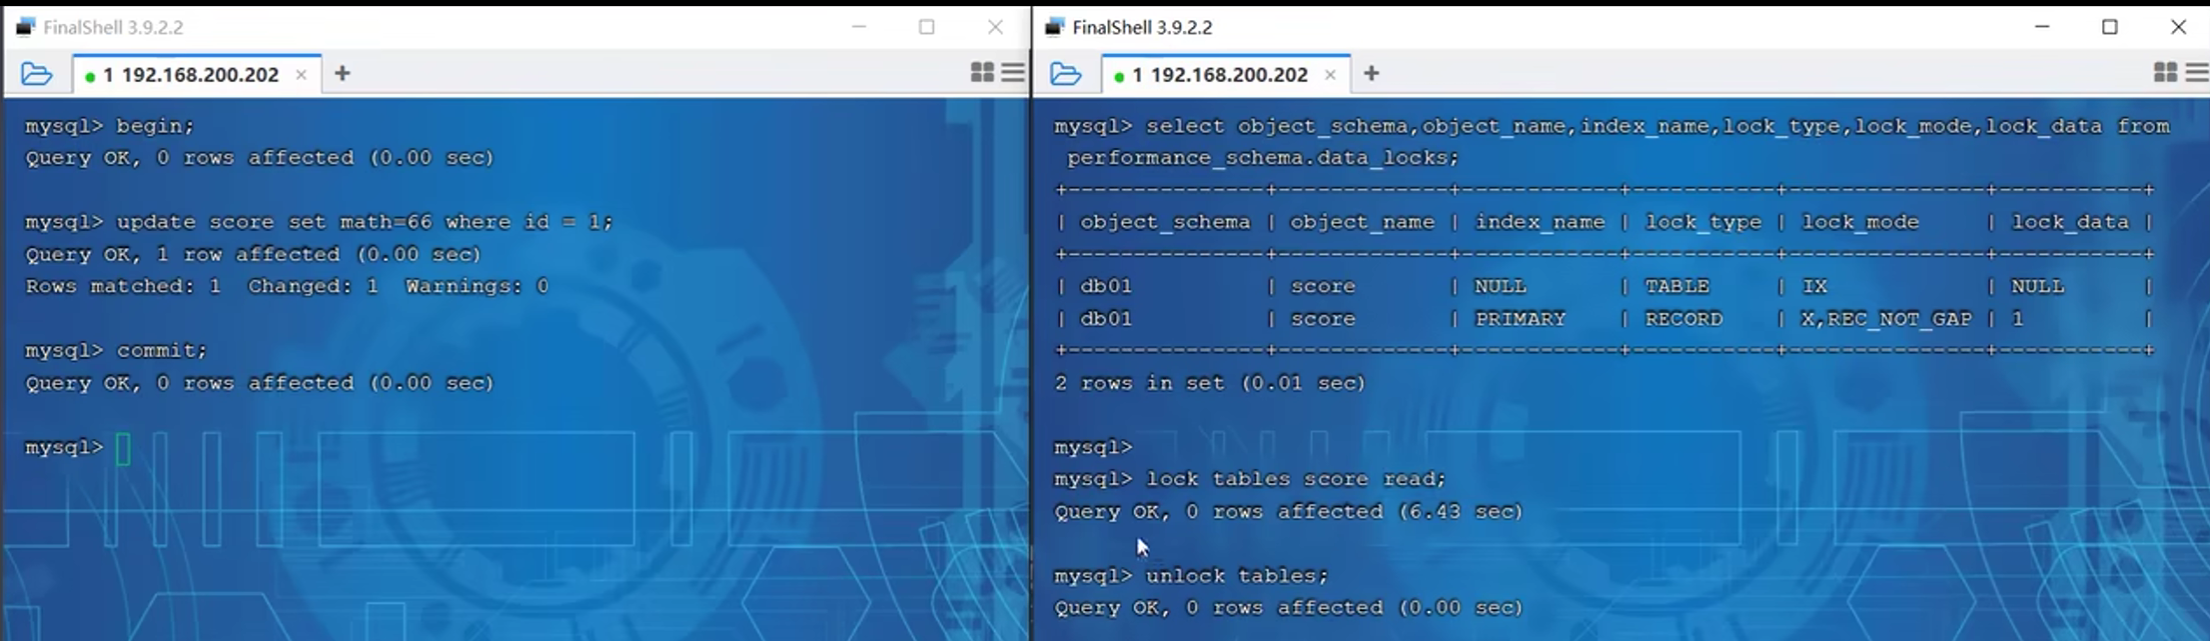 FinalShell 3.9.2.2
1 192.168.200.202
mysql> begin;
Query OK, 0 rows affected (0.00 sec)
mysql> update score set math=66 where id = 1;
Query OK, 1 row affected (0.00 sec)
Rows matched: 1  Changed: 1  Warnings: 0
mysql> commit;
Query OK, 0 rows affected (0.00 sec)
mysql>
FinalShell 3.9.2.2
1 192.168.200.202
mysql> select object_schema,object_name,index_name,lock_type,lock_mode,lock_data from
performance_schema.data_locks;
+---------------+-------------+------------+-----------+---------------+-----------+
| object_schema | object_name | index_name | lock_type | lock_mode     | lock_data |
+---------------+-------------+------------+-----------+---------------+-----------+
| db01          | score       | NULL       | TABLE     | IX            | NULL      |
| db01          | score       | PRIMARY    | RECORD    | X,REC_NOT_GAP | 1         |
+---------------+-------------+------------+-----------+---------------+-----------+
2 rows in set (0.01 sec)
mysql>
mysql> lock tables score read;
Query OK, 0 rows affected (6.43 sec)
mysql> unlock tables;
Query OK, 0 rows affected (0.00 sec)